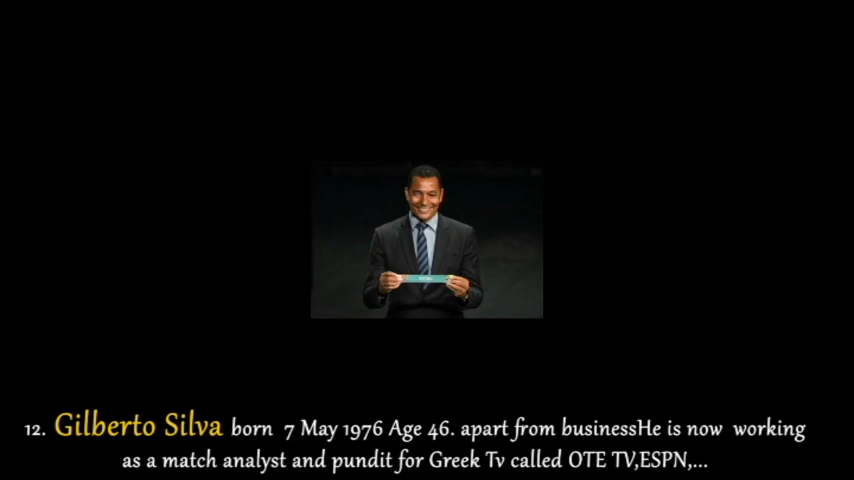 12. Gilberto Silva born 7 May 1976 Age 46. apart from businessHe is now working
as a match analyst and pundit for Greek Tv called OTE TV,ESPN,...